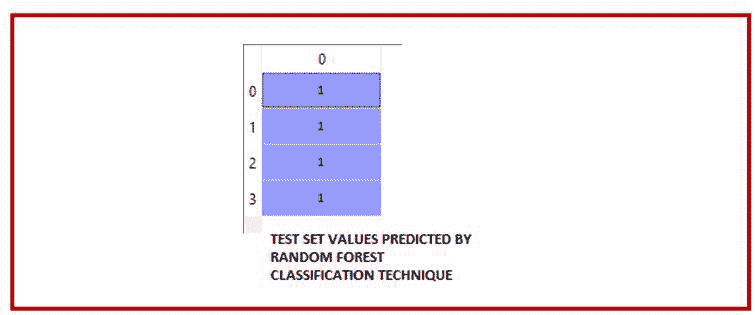 0
0 1
1 1
2 1
3 1
TEST SET VALUES PREDICTED BY
RANDOM FOREST
CLASSIFICATION TECHNIQUE